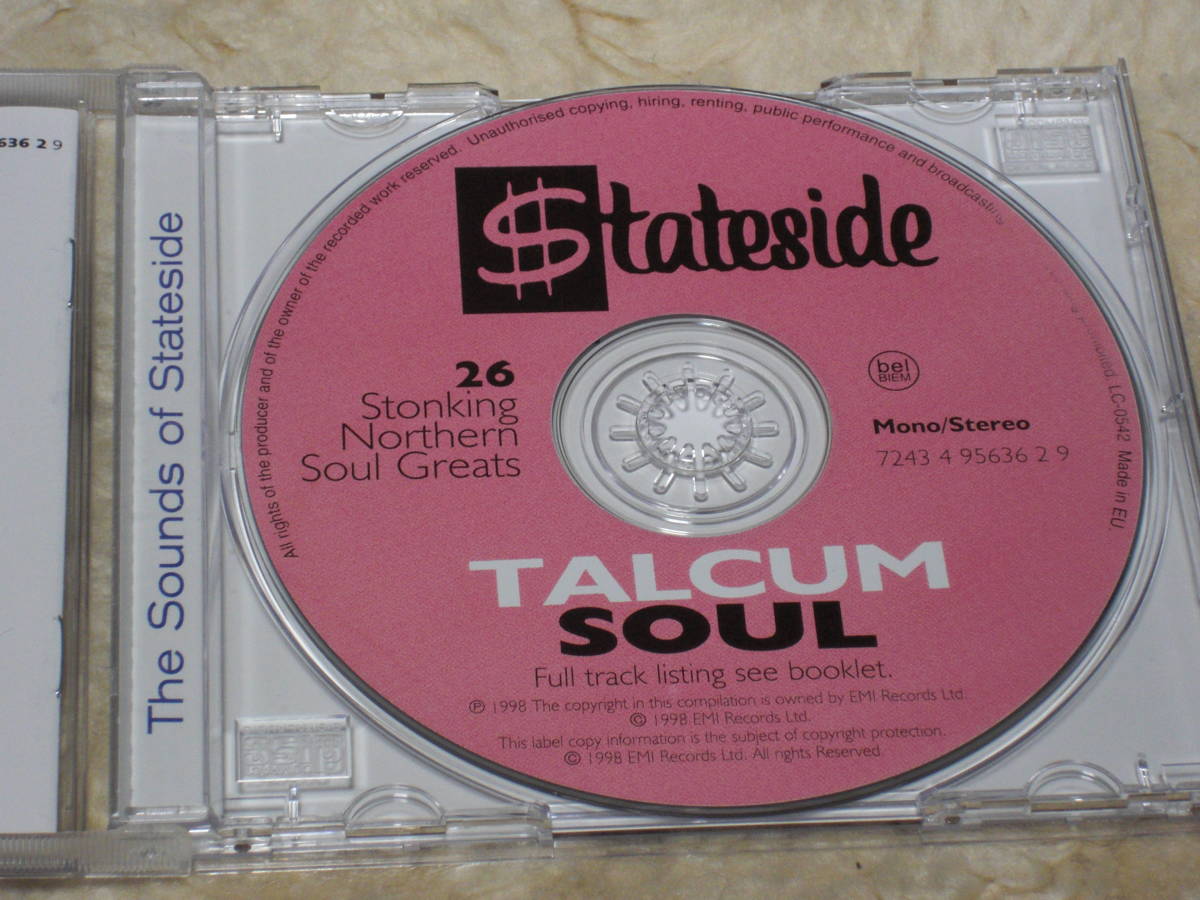 636 2 9
The Sounds of Stateside
All rights of the producer and of the owner of the recorded work reserved. Unauthorised copying, hiring, renting, public performance and broadcasting
LC-0542 Made in EU.
$tateside
26
Stonking
Northern
Soul Greats
bel
BIEM
Mono/Stereo
7243 4 95636 2 9
TALCUM
SOUL
Full track listing see booklet.
℗ 1998 The copyright in this compilation is owned by EMI Records Ltd.
© 1998 EMI Records Ltd.
This label copy information is the subject of copyright protection.
© 1998 EMI Records Ltd. All rights Reserved.